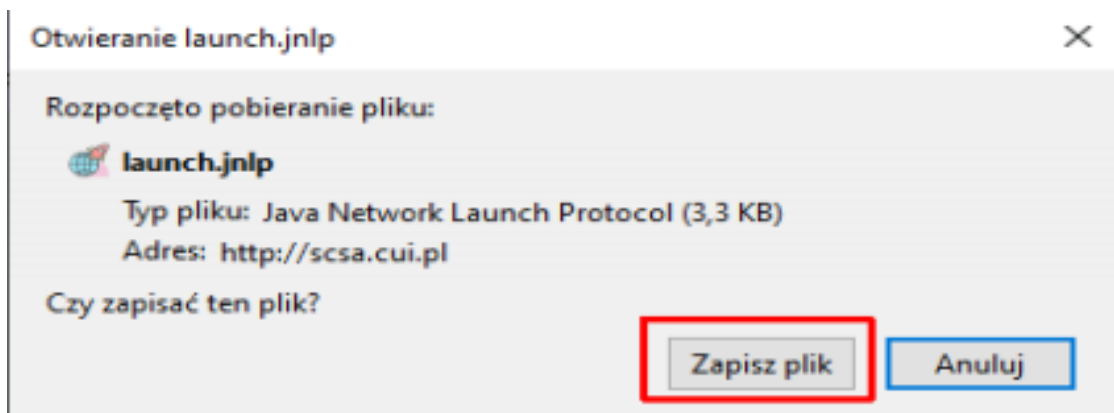 Otwieranie launch.jnlp
Rozpoczęto pobieranie pliku:
launch.jnlp
Typ pliku: Java Network Launch Protocol (3,3 KB)
Adres: http://scsa.cui.pl
Czy zapisać ten plik?
Zapisz plik Anuluj